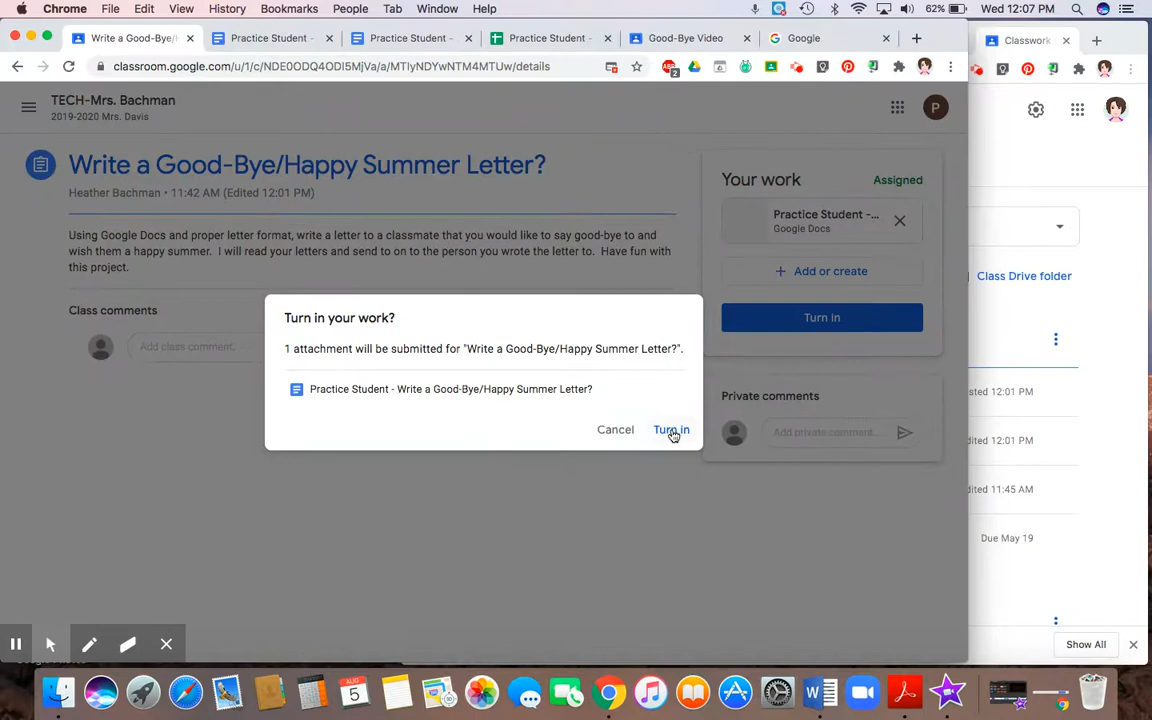 Chrome File Edit View History Bookmarks People Tab Window Help 62% Wed 12:07 PM
Write a Good-Bye/H Practice Student - Practice Student - Practice Student - Good-Bye Video Google Classwork
classroom.google.com/u/1/c/NDE0ODQ4ODI5MjVa/a/MTIyNDYwNTM4MTUw/details 2
TECH-Mrs. Bachman
2019-2020 Mrs. Davis
P
Write a Good-Bye/Happy Summer Letter?
Heather Bachman • 11:42 AM (Edited 12:01 PM)
Using Google Docs and proper letter format, write a letter to a classmate that you would like to say good-bye to and
wish them a happy summer. I will read your letters and send to on to the person you wrote the letter to. Have fun with
this project.
Class comments
Add class comment.
Your work Assigned
Practice Student -...
Google Docs
+ Add or create
Turn in
Private comments
Add private comment...
Turn in your work?
1 attachment will be submitted for "Write a Good-Bye/Happy Summer Letter?".
Practice Student - Write a Good-Bye/Happy Summer Letter?
Cancel Turn in
Class Drive folder
sted 12:01 PM
dited 12:01 PM
dited 11:45 AM
Due May 19
Show All
AUG
5